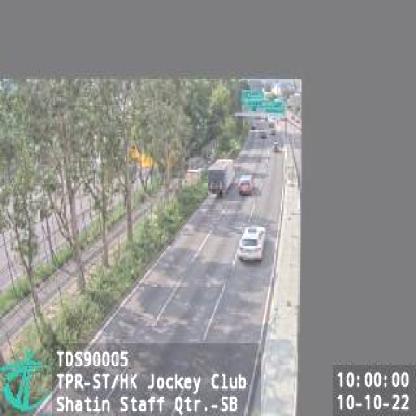 TDS90005
TPR-ST/HK Jockey Club
Shatin Staff Qtr.-SB
10:00:00
10-10-22